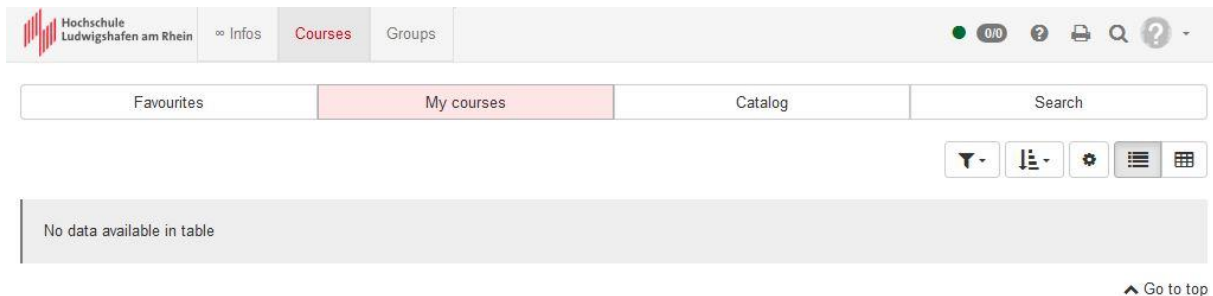 Hochschule
Ludwigshafen am Rhein
∞ Infos Courses Groups 0/0
Favourites My courses Catalog Search
No data available in table
Go to top